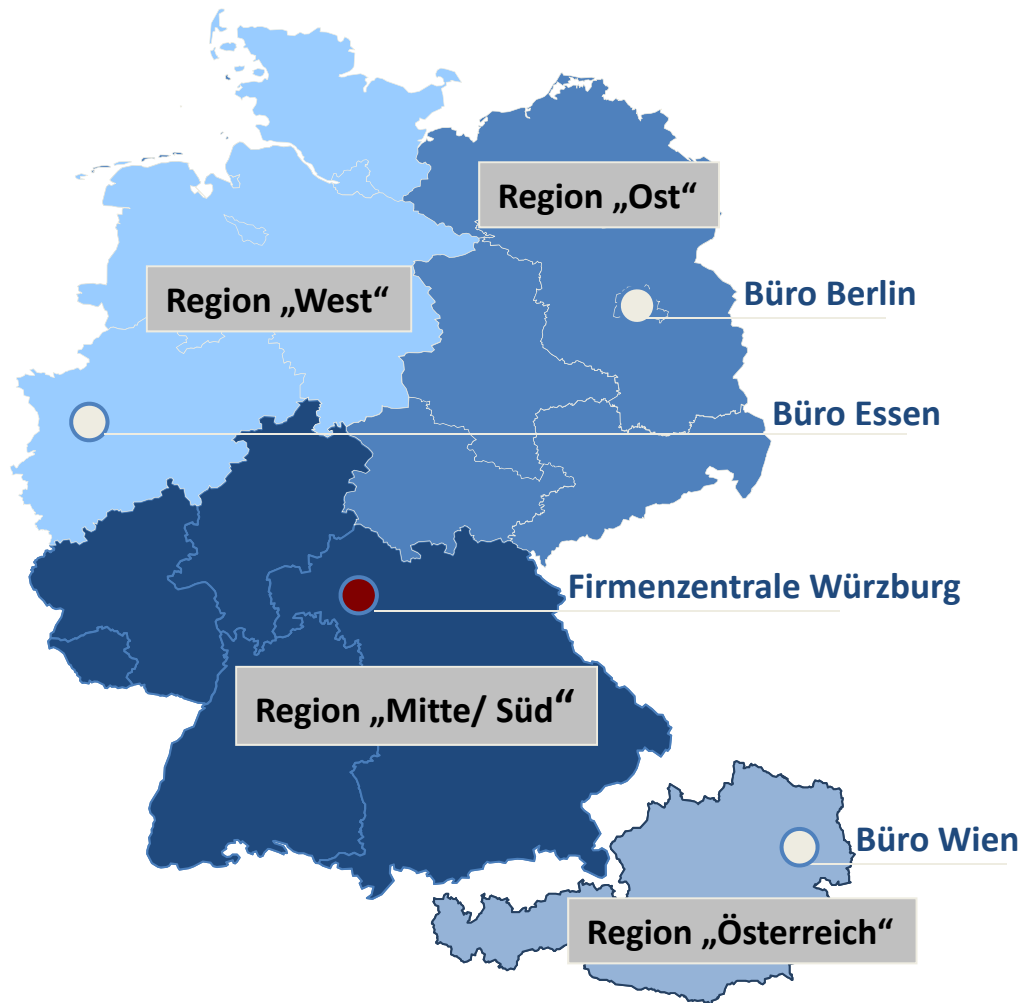 Region „Ost“
Region „West“
Büro Berlin
Büro Essen
Firmenzentrale Würzburg
Region „Mitte/ Süd“
Büro Wien
Region „Österreich“